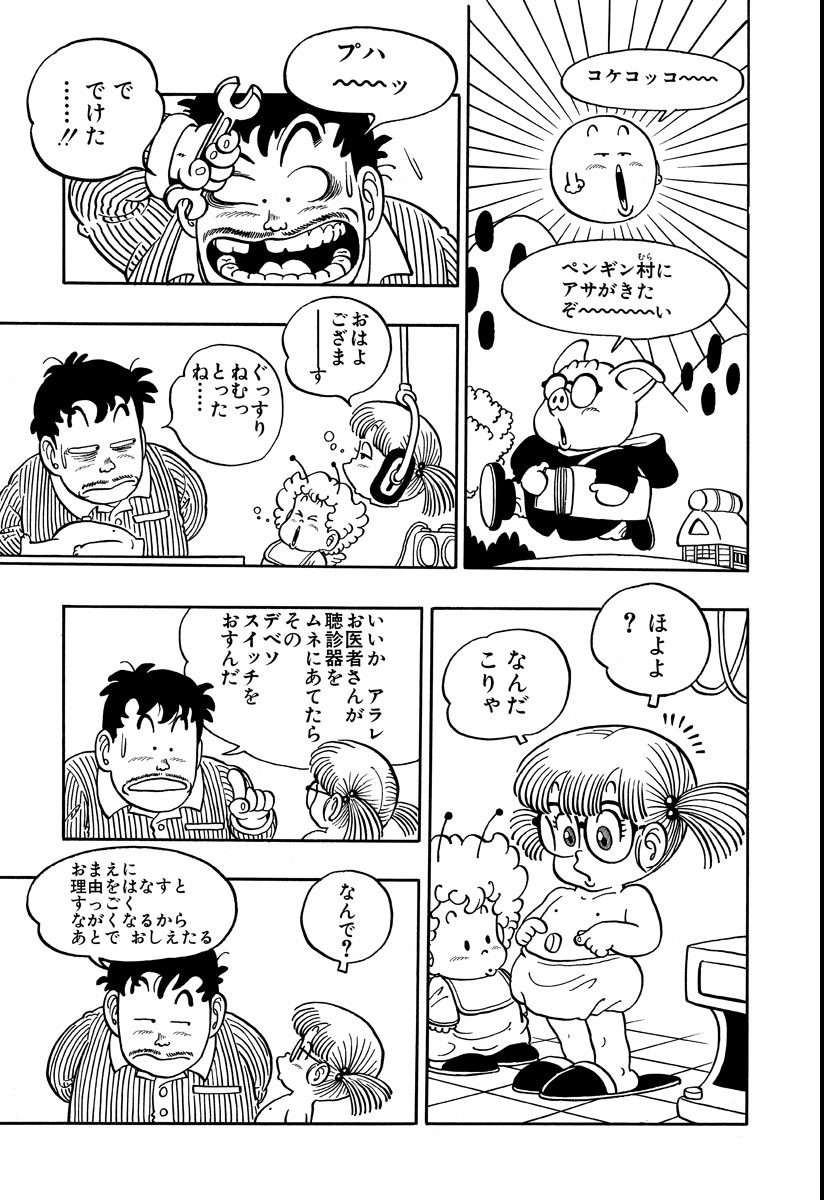 コケコッコ~~~
ペンギン村に
むら
アサがきた
ぞ~~~~~い
プハ
~~~ッ
で
でけた
……!!
おはよ
ございま
――す
ぐっすり
ねむっ
とった
ね……
ほよよ
?
なんだ
こりゃ
いいか アラレ
お医者さんが
聴診器を
ムネにあてたら
その
デベソ
スイッチを
おすんだ
なんで?
おまえに
理由をはなすと
すっごく
ながくなるから
あとで おしえたる